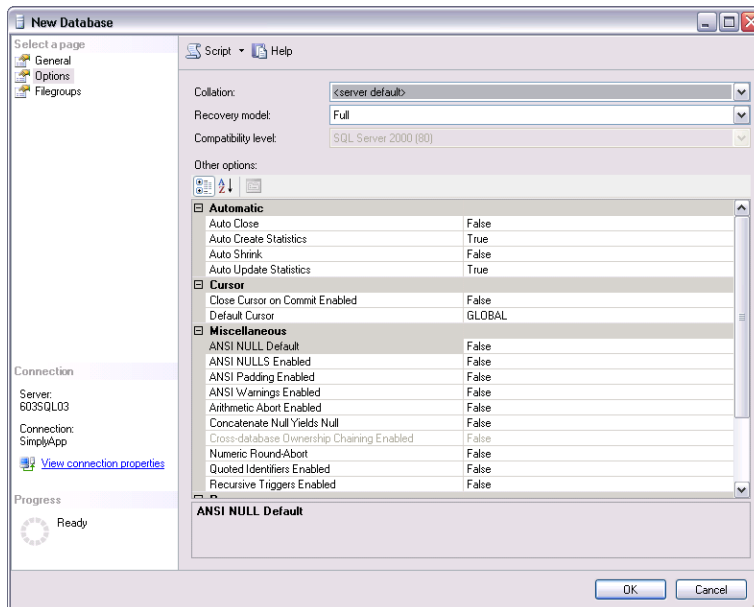 New Database
Select a page
General
Options
Filegroups
Script Help
Collation: <server default>
Recovery model: Full
Compatibility level: SQL Server 2000 (80)
Other options:
Automatic
Auto Close False
Auto Create Statistics True
Auto Shrink False
Auto Update Statistics True
Cursor
Close Cursor on Commit Enabled False
Default Cursor GLOBAL
Miscellaneous
ANSI NULL Default False
ANSI NULLS Enabled False
ANSI Padding Enabled False
ANSI Warnings Enabled False
Arithmetic Abort Enabled False
Concatenate Null Yields Null False
Cross-database Ownership Chaining Enabled False
Numeric Round-Abort False
Quoted Identifiers Enabled False
Recursive Triggers Enabled False
ANSI NULL Default
Connection
Server:
603SQL03
Connection:
SimplyApp
View connection properties
Progress
Ready
OK Cancel